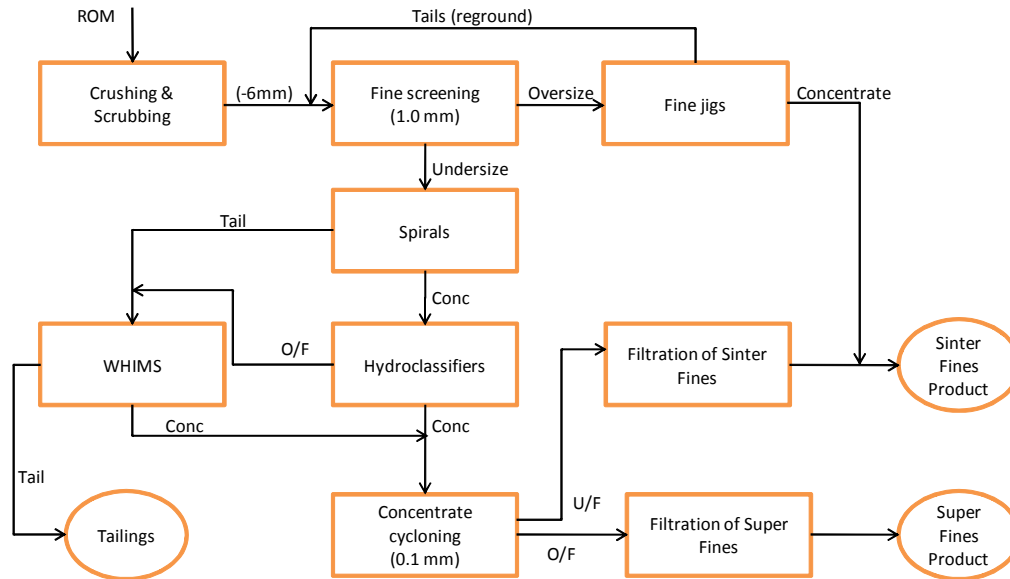 ROM
Tails (reground)
Crushing &
Scrubbing
(-6mm)
Fine screening
(1.0 mm)
Oversize
Fine jigs
Concentrate
Undersize
Tail
Spirals
Conc
WHIMS
O/F
Hydroclassifiers
Filtration of Sinter
Fines
Sinter
Fines
Product
Conc
Conc
Tail
Tailings
Concentrate
cycloning
(0.1 mm)
U/F
O/F
Filtration of Super
Fines
Super
Fines
Product